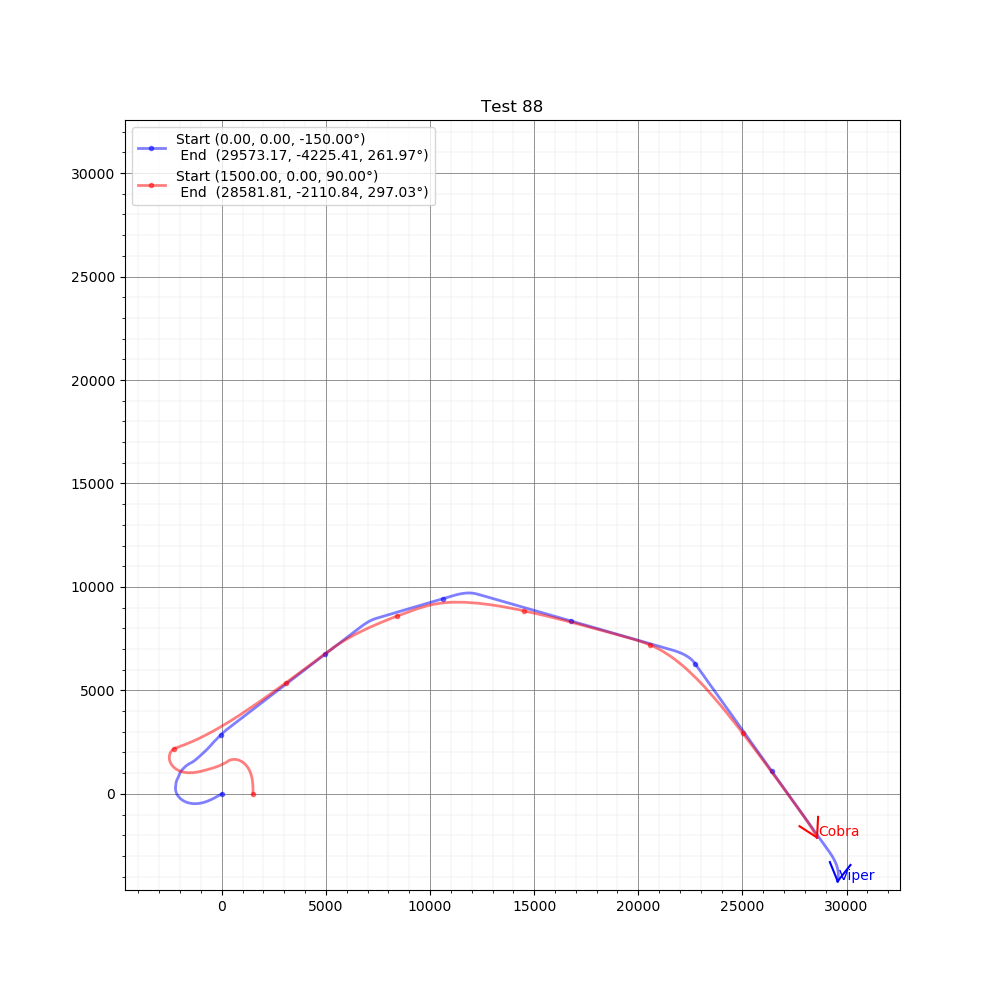 Test 88
Start (0.00, 0.00, -150.00°)
End  (29573.17, -4225.41, 261.97°)
Start (1500.00, 0.00, 90.00°)
End  (28581.81, -2110.84, 297.03°)
30000
25000
20000
15000
10000
5000
0
Cobra
Viper
0 5000 10000 15000 20000 25000 30000